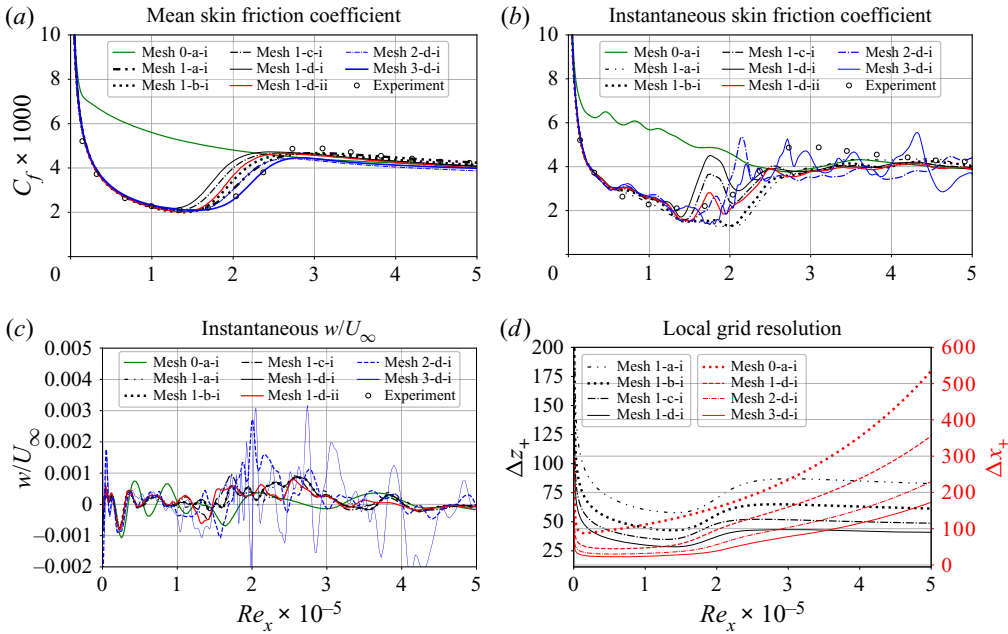 (a)
Mean skin friction coefficient
10
8
6
4
2
0
C_f × 1000
Mesh 0-a-i
Mesh 1-a-i
Mesh 1-b-i
Mesh 1-c-i
Mesh 1-d-i
Mesh 1-d-ii
Mesh 2-d-i
Mesh 3-d-i
Experiment
1 2 3 4 5
(b)
Instantaneous skin friction coefficient
10
8
6
4
2
0
Mesh 0-a-i
Mesh 1-a-i
Mesh 1-b-i
Mesh 1-c-i
Mesh 1-d-i
Mesh 1-d-ii
Mesh 2-d-i
Mesh 3-d-i
Experiment
1 2 3 4 5
(c)
Instantaneous w/U_∞
0.005
0.004
0.003
0.002
0.001
0
−0.001
−0.002
w/U_∞
Mesh 0-a-i
Mesh 1-a-i
Mesh 1-b-i
Mesh 1-c-i
Mesh 1-d-i
Mesh 1-d-ii
Mesh 2-d-i
Mesh 3-d-i
Experiment
0 1 2 3 4 5
Re_x × 10^{−5}
(d)
Local grid resolution
200
175
150
125
100
75
50
25
Δz_+
Mesh 1-a-i
Mesh 1-b-i
Mesh 1-c-i
Mesh 1-d-i
Mesh 0-a-i
Mesh 1-d-i
Mesh 2-d-i
Mesh 3-d-i
600
500
400
300
200
100
0
Δx_+
0 1 2 3 4 5
Re_x × 10^{−5}